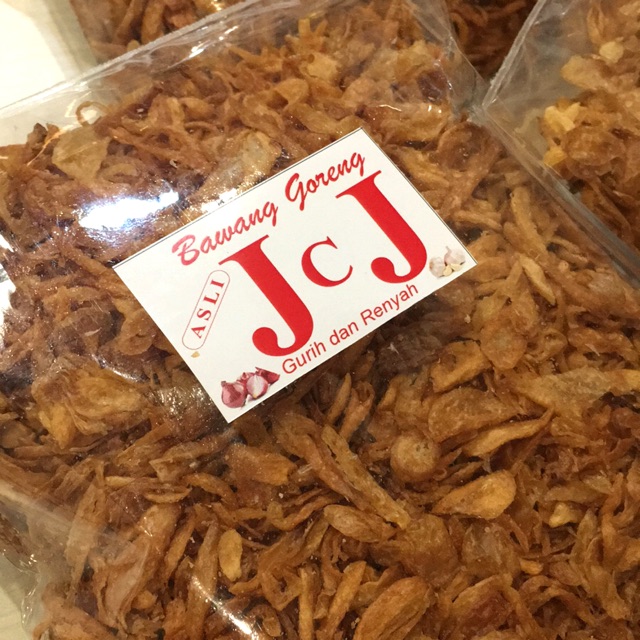 Bawang Goreng
ASLI
JCJ
Gurih dan Renyah